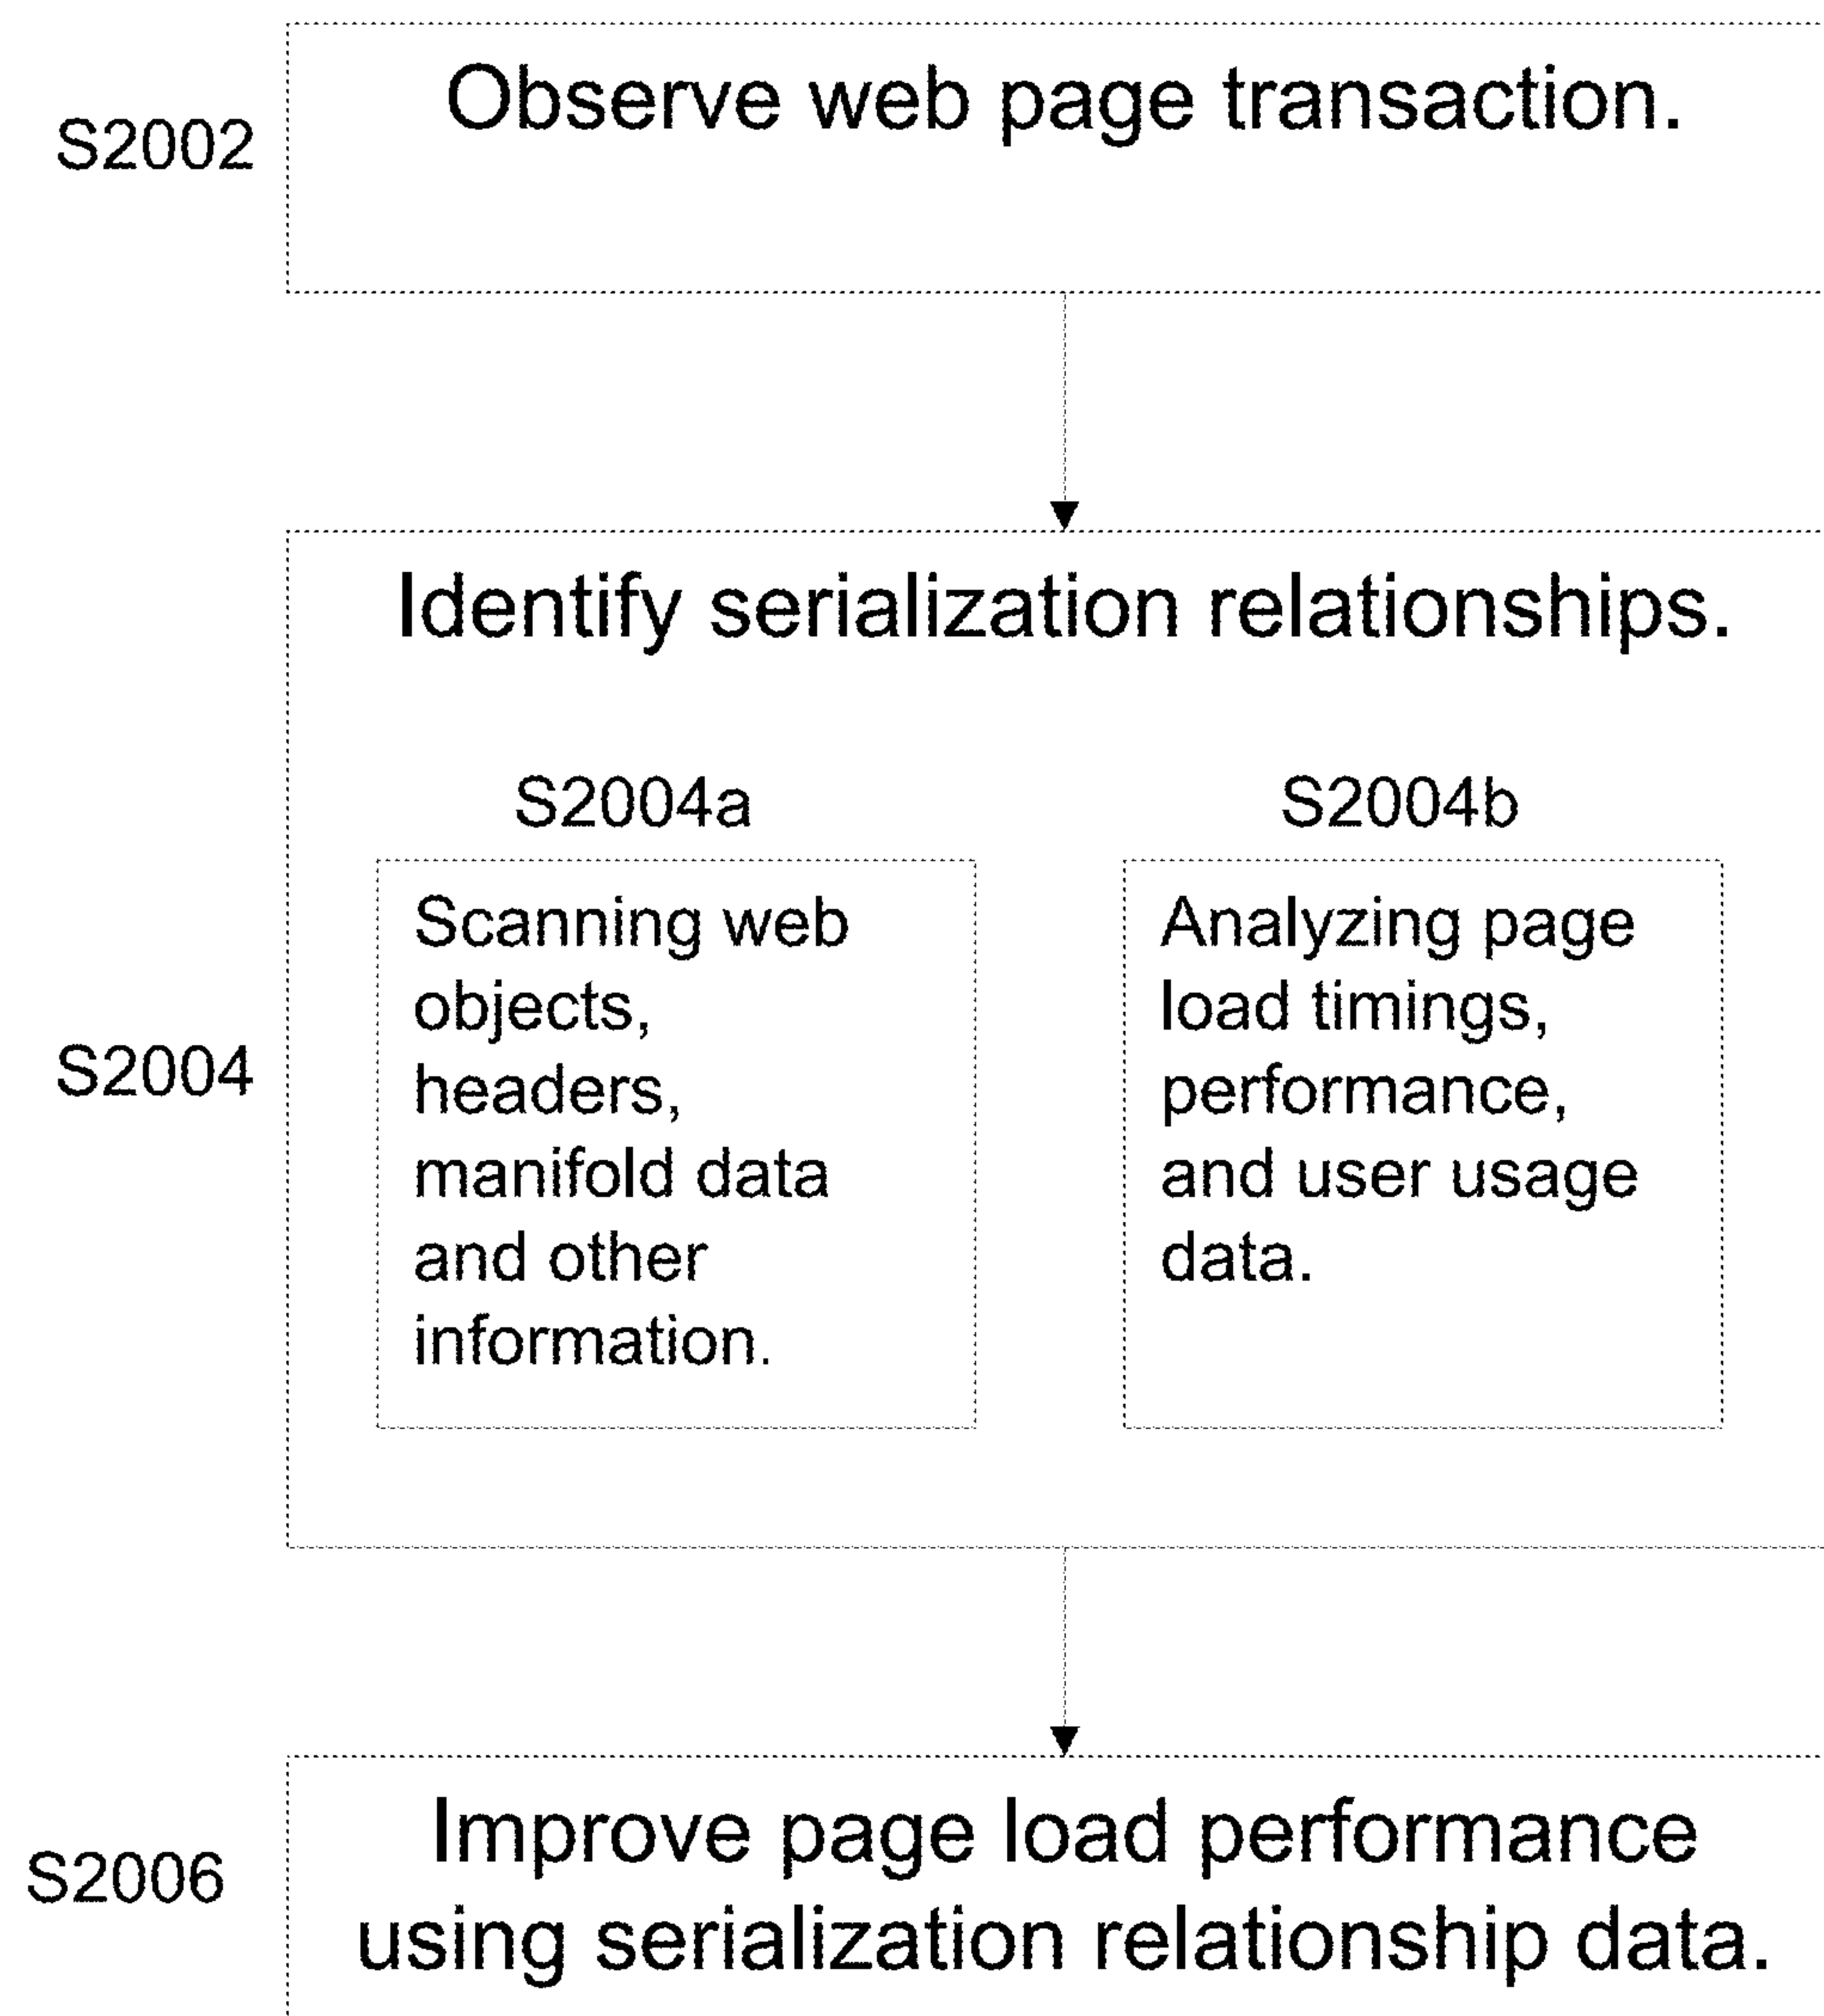 Observe web page transaction.
S2002
Identify serialization relationships.
S2004a
S2004b
Scanning web
objects,
headers,
manifold data
and other
information.
Analyzing page
load timings,
performance,
and user usage
data.
S2004
Improve page load performance
S2006
using serialization relationship data.